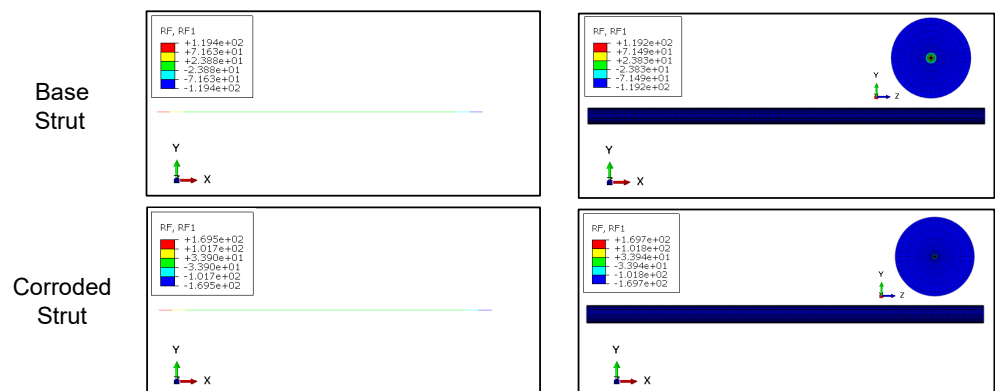 Base
Strut
RF, RF1
+1.194e+02
+7.163e+01
+2.388e+01
-2.388e+01
-7.163e+01
-1.194e+02
Y
Z
X
RF, RF1
+1.192e+02
+7.149e+01
+2.383e+01
-2.383e+01
-7.149e+01
-1.192e+02
Y
X
Z
Y
Z
X
Corroded
Strut
RF, RF1
+1.695e+02
+1.017e+02
+3.390e+01
-3.390e+01
-1.017e+02
-1.695e+02
Y
Z
X
RF, RF1
+1.697e+02
+1.018e+02
+3.394e+01
-3.394e+01
-1.018e+02
-1.697e+02
Y
X
Z
Y
Z
X